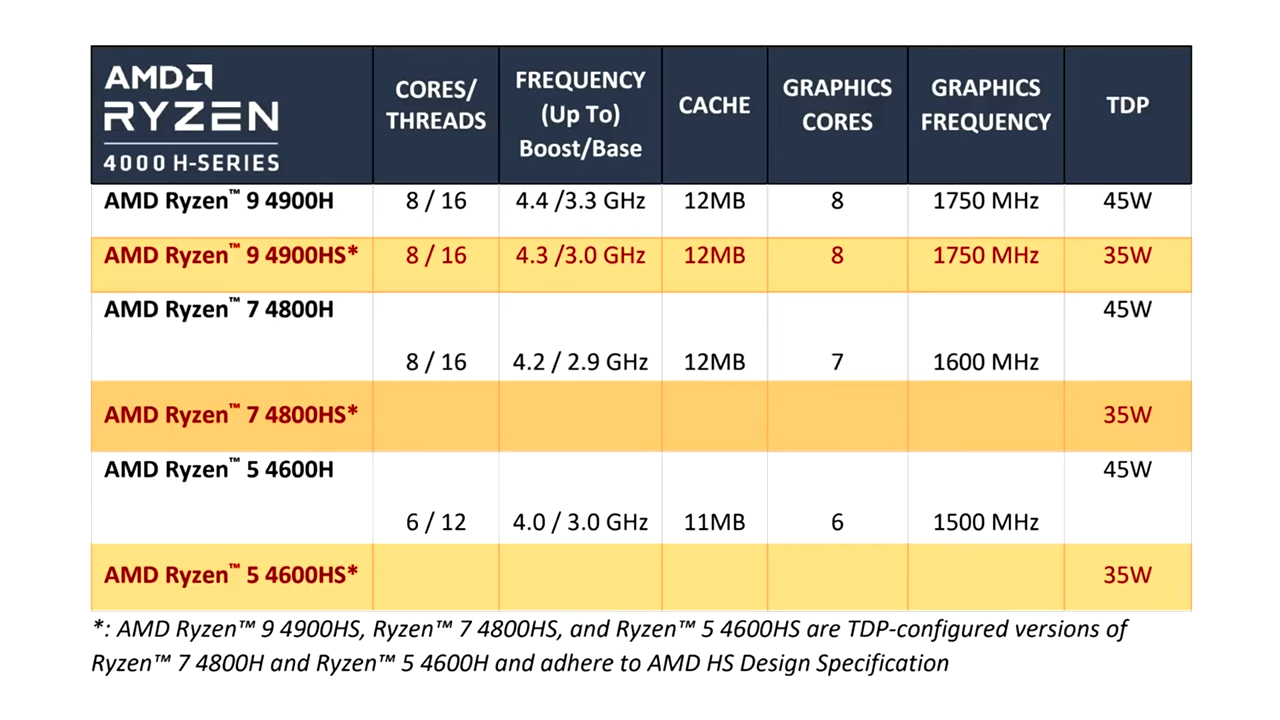 AMD
RYZEN
4000 H-SERIES
CORES/
THREADS
FREQUENCY
(Up To)
Boost/Base
CACHE
GRAPHICS
CORES
GRAPHICS
FREQUENCY
TDP
AMD Ryzen™ 9 4900H 8 / 16 4.4 /3.3 GHz 12MB 8 1750 MHz 45W
AMD Ryzen™ 9 4900HS* 8 / 16 4.3 /3.0 GHz 12MB 8 1750 MHz 35W
AMD Ryzen™ 7 4800H 45W
8 / 16 4.2 / 2.9 GHz 12MB 7 1600 MHz
AMD Ryzen™ 7 4800HS* 35W
AMD Ryzen™ 5 4600H 45W
6 / 12 4.0 / 3.0 GHz 11MB 6 1500 MHz
AMD Ryzen™ 5 4600HS* 35W
*: AMD Ryzen™ 9 4900HS, Ryzen™ 7 4800HS, and Ryzen™ 5 4600HS are TDP-configured versions of
Ryzen™ 7 4800H and Ryzen™ 5 4600H and adhere to AMD HS Design Specification